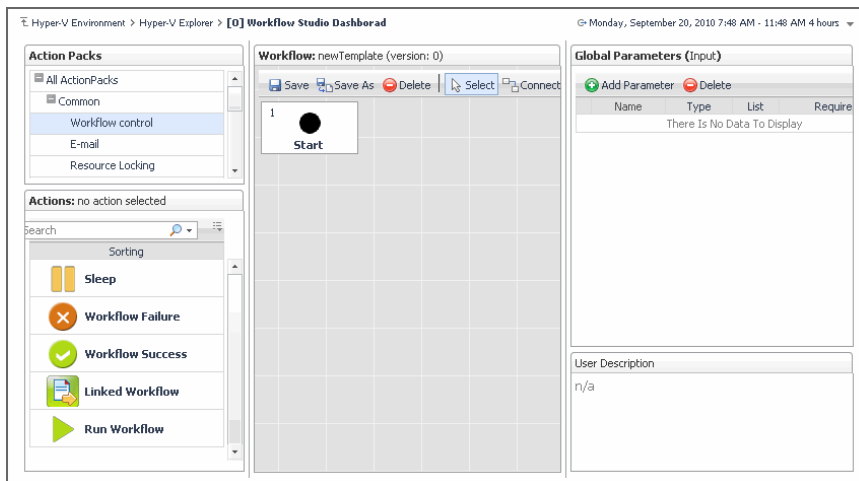 Hyper-V Environment > Hyper-V Explorer > [0] Workflow Studio Dashborad
Monday, September 20, 2010 7:48 AM - 11:48 AM 4 hours
Action Packs
All ActionPacks
Common
Workflow control
E-mail
Resource Locking
Actions: no action selected
Search
Sorting
Sleep
Workflow Failure
Workflow Success
Linked Workflow
Run Workflow
Workflow: newTemplate (version: 0)
Save Save As Delete Select Connect
1
Start
Global Parameters (Input)
Add Parameter Delete
Name Type List Require
There Is No Data To Display
User Description
n/a